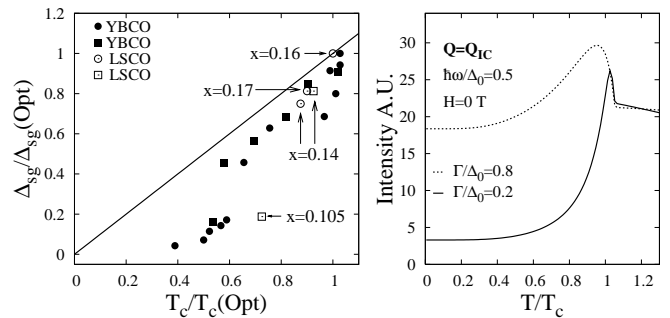 YBCO
YBCO
LSCO
LSCO
x=0.16
x=0.17
x=0.14
x=0.105
Δsg/Δsg(Opt)
1
0.8
0.6
0.4
0.2
0
0 0.2 0.4 0.6 0.8 1
Tc/Tc(Opt)
Intensity A.U.
30
25
20
15
10
5
0
Q=QIC
ħω/Δ0=0.5
H=0 T
Γ/Δ0=0.8
Γ/Δ0=0.2
0 0.2 0.4 0.6 0.8 1 1.2
T/Tc